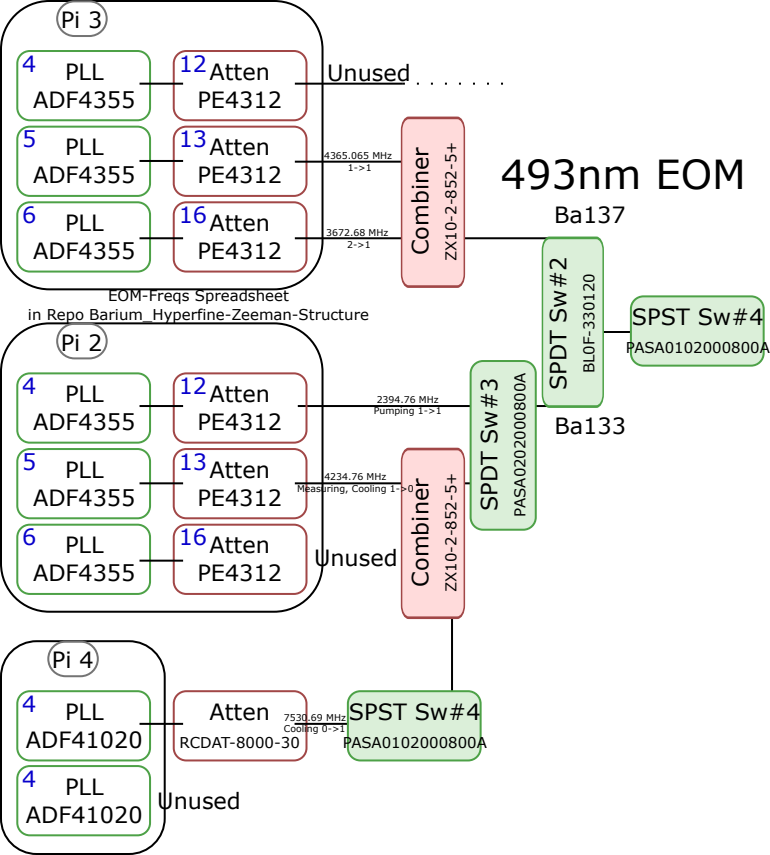 Pi 3
4
PLL
ADF4355
12
Atten
PE4312
Unused
5
PLL
ADF4355
13
Atten
PE4312
4365.065 MHz
1->1
6
PLL
ADF4355
16
Atten
PE4312
3672.68 MHz
2->1
Combiner
ZX10-2-852-5+
493nm EOM
Ba137
SPDT Sw#2
BL0F-330120
SPST Sw#4
PASA0102000800A
EOM-Freqs Spreadsheet
in Repo Barium_Hyperfine-Zeeman-Structure
Pi 2
4
PLL
ADF4355
12
Atten
PE4312
2394.76 MHz
Pumping 1->1
SPDT Sw#3
PASA0202000800A
Ba133
5
PLL
ADF4355
13
Atten
PE4312
4234.76 MHz
Measuring, Cooling 1->0
Combiner
ZX10-2-852-5+
6
PLL
ADF4355
16
Atten
PE4312
Unused
Pi 4
4
PLL
ADF41020
Atten
RCDAT-8000-30
7530.69 MHz
Cooling 0->1
SPST Sw#4
PASA0102000800A
4
PLL
ADF41020
Unused